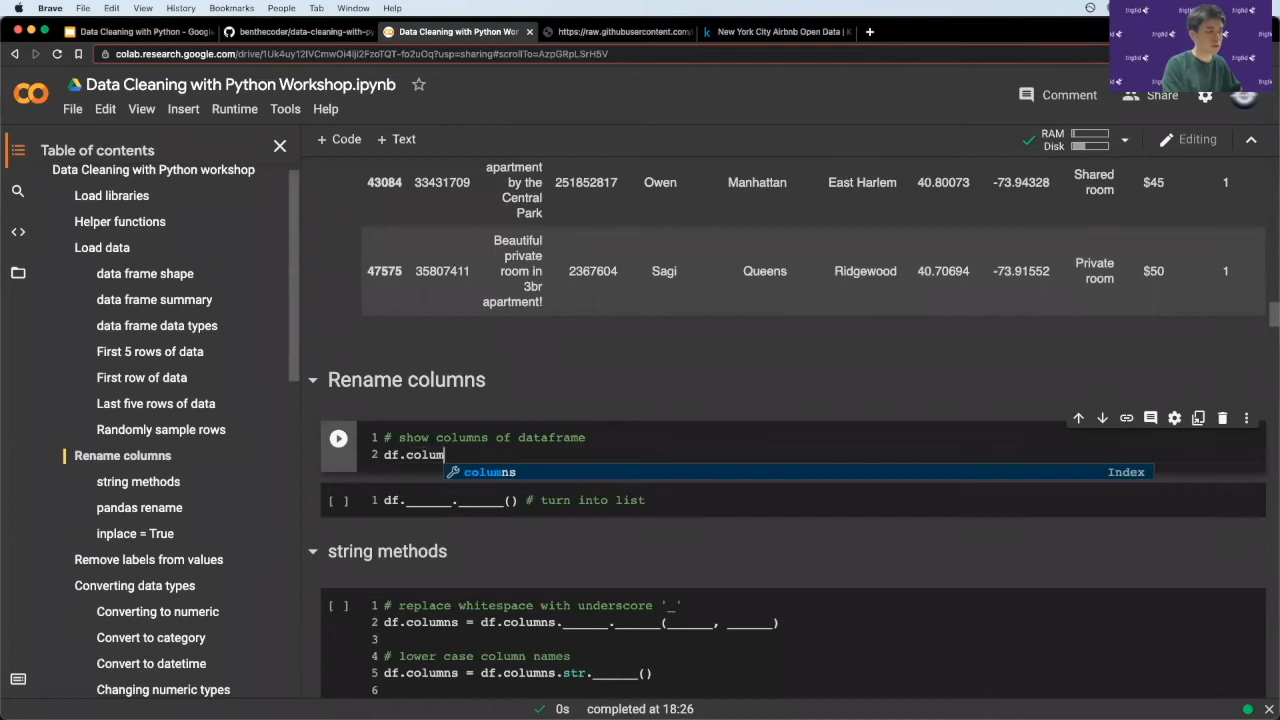 Brave File Edit View History Bookmarks People Tab Window Help
Data Cleaning with Python - Goog
benthecoder/data-cleaning-with-py
Data Cleaning with Python Wor
https://raw.githubusercontent.com/
New York City Airbnb Open Data | K
colab.research.google.com/drive/1Uk4uy12IVCmwOi4Iji2FzoTQT-fo2uOq?usp=sharing#scrollTo=AzpGRpLSrH5V
Data Cleaning with Python Workshop.ipynb
Comment
Share
File Edit View Insert Runtime Tools Help
+ Code + Text
RAM
Disk
Editing
Table of contents
Data Cleaning with Python workshop
Load libraries
Helper functions
Load data
data frame shape
data frame summary
data frame data types
First 5 rows of data
First row of data
Last five rows of data
Randomly sample rows
Rename columns
string methods
pandas rename
inplace = True
Remove labels from values
Converting data types
Converting to numeric
Convert to category
Convert to datetime
Changing numeric types
43084 33431709 apartment by the Central Park 251852817 Owen Manhattan East Harlem 40.80073 -73.94328 Shared room $45 1
47575 35807411 Beautiful private room in 3br apartment! 2367604 Sagi Queens Ridgewood 40.70694 -73.91552 Private room $50 1
Rename columns
1 # show columns of dataframe
2 df.colum
columns Index
[ ] 1 df.______.______() # turn into list
string methods
[ ] 1 # replace whitespace with underscore '_'
2 df.columns = df.columns.______.______(______, ______)
3
4 # lower case column names
5 df.columns = df.columns.str.______()
6
0s completed at 18:26